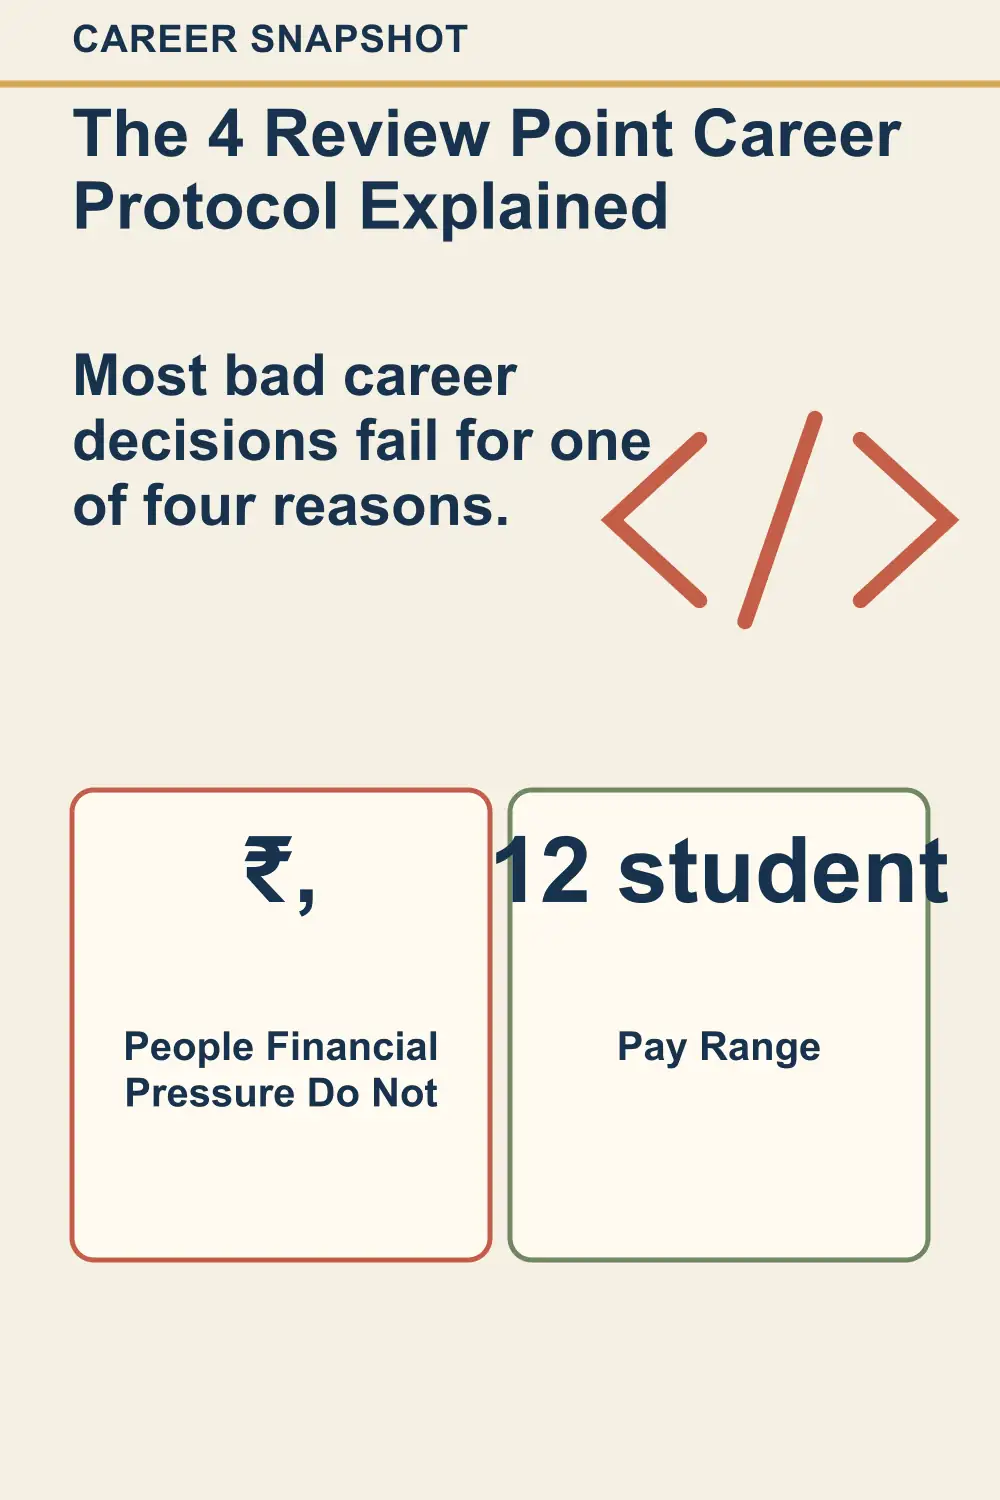 CAREER SNAPSHOT
The 4 Review Point Career
Protocol Explained
Most bad career
decisions fail for one
of four reasons.
</>
₹,
People Financial
Pressure Do Not
12 student
Pay Range